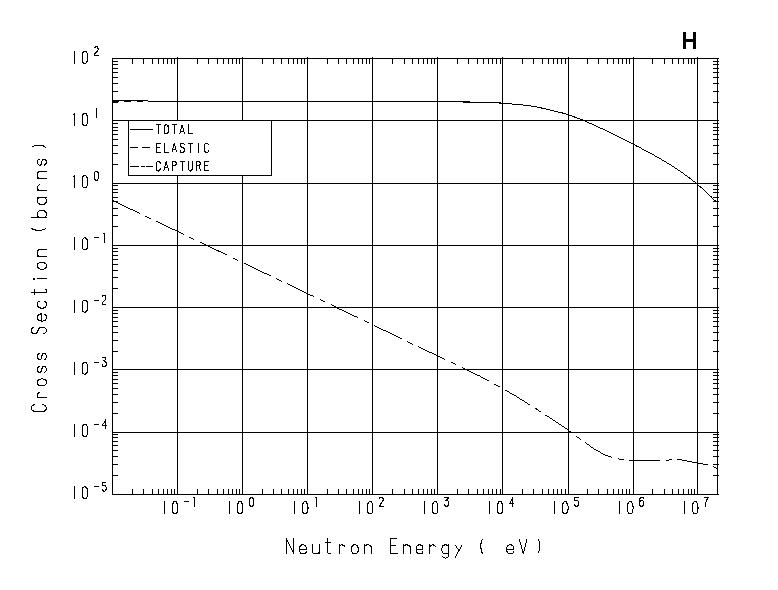 H
10²
10¹
10⁰
10⁻¹
10⁻²
10⁻³
10⁻⁴
10⁻⁵
Cross Section (barns)
TOTAL
ELASTIC
CAPTURE
10⁻¹ 10⁰ 10¹ 10² 10³ 10⁴ 10⁵ 10⁶ 10⁷
Neutron Energy ( eV)